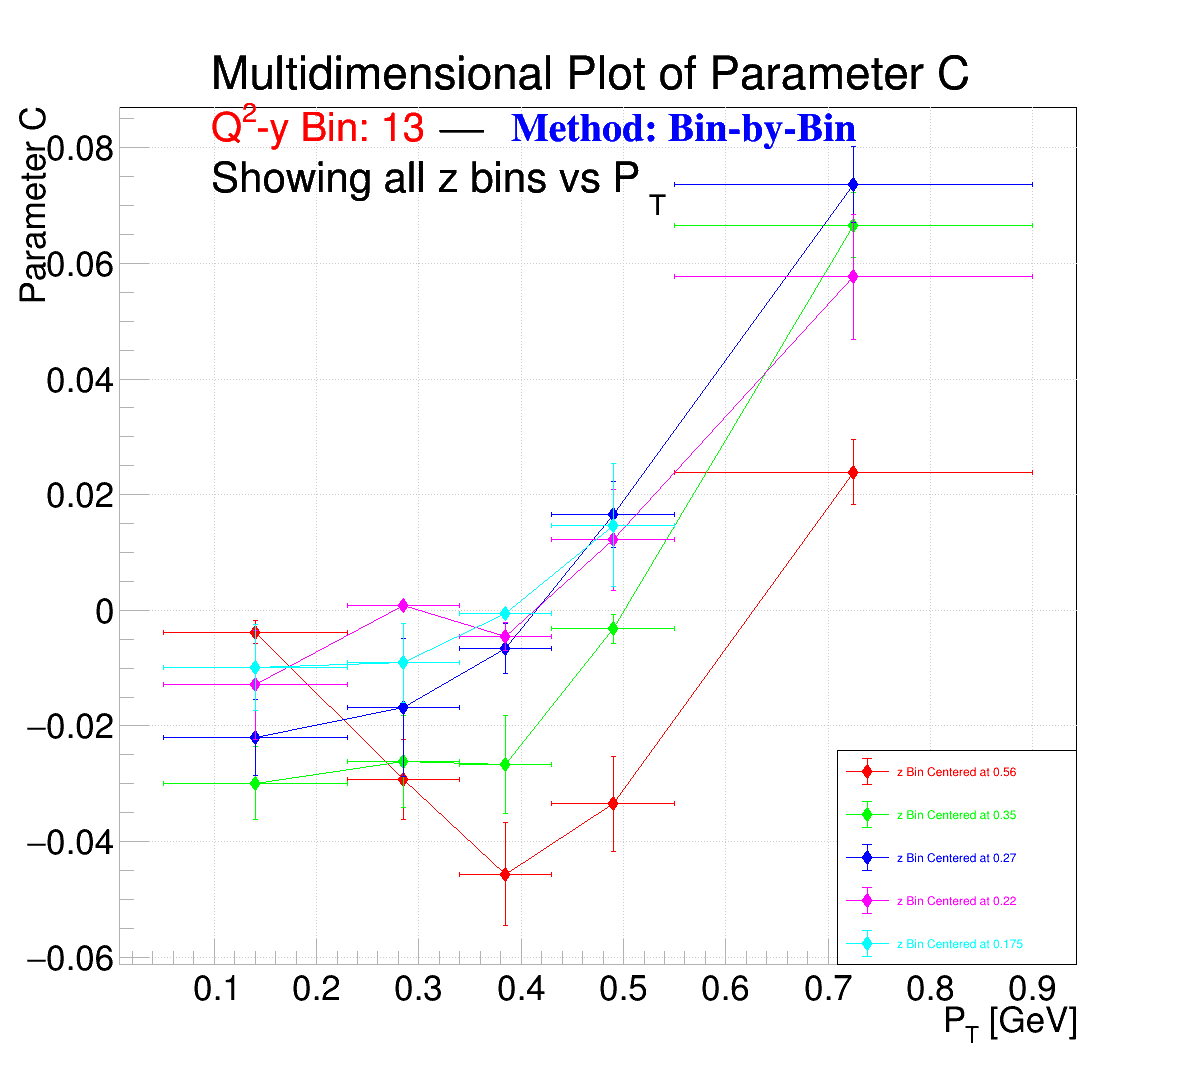 Multidimensional Plot of Parameter C
Q²-y Bin: 13 — Method: Bin-by-Bin
Showing all z bins vs P_T
Parameter C
0.08
0.06
0.04
0.02
0
−0.02
−0.04
−0.06
z Bin Centered at 0.56
z Bin Centered at 0.35
z Bin Centered at 0.27
z Bin Centered at 0.22
z Bin Centered at 0.175
0.1 0.2 0.3 0.4 0.5 0.6 0.7 0.8 0.9
P_T [GeV]